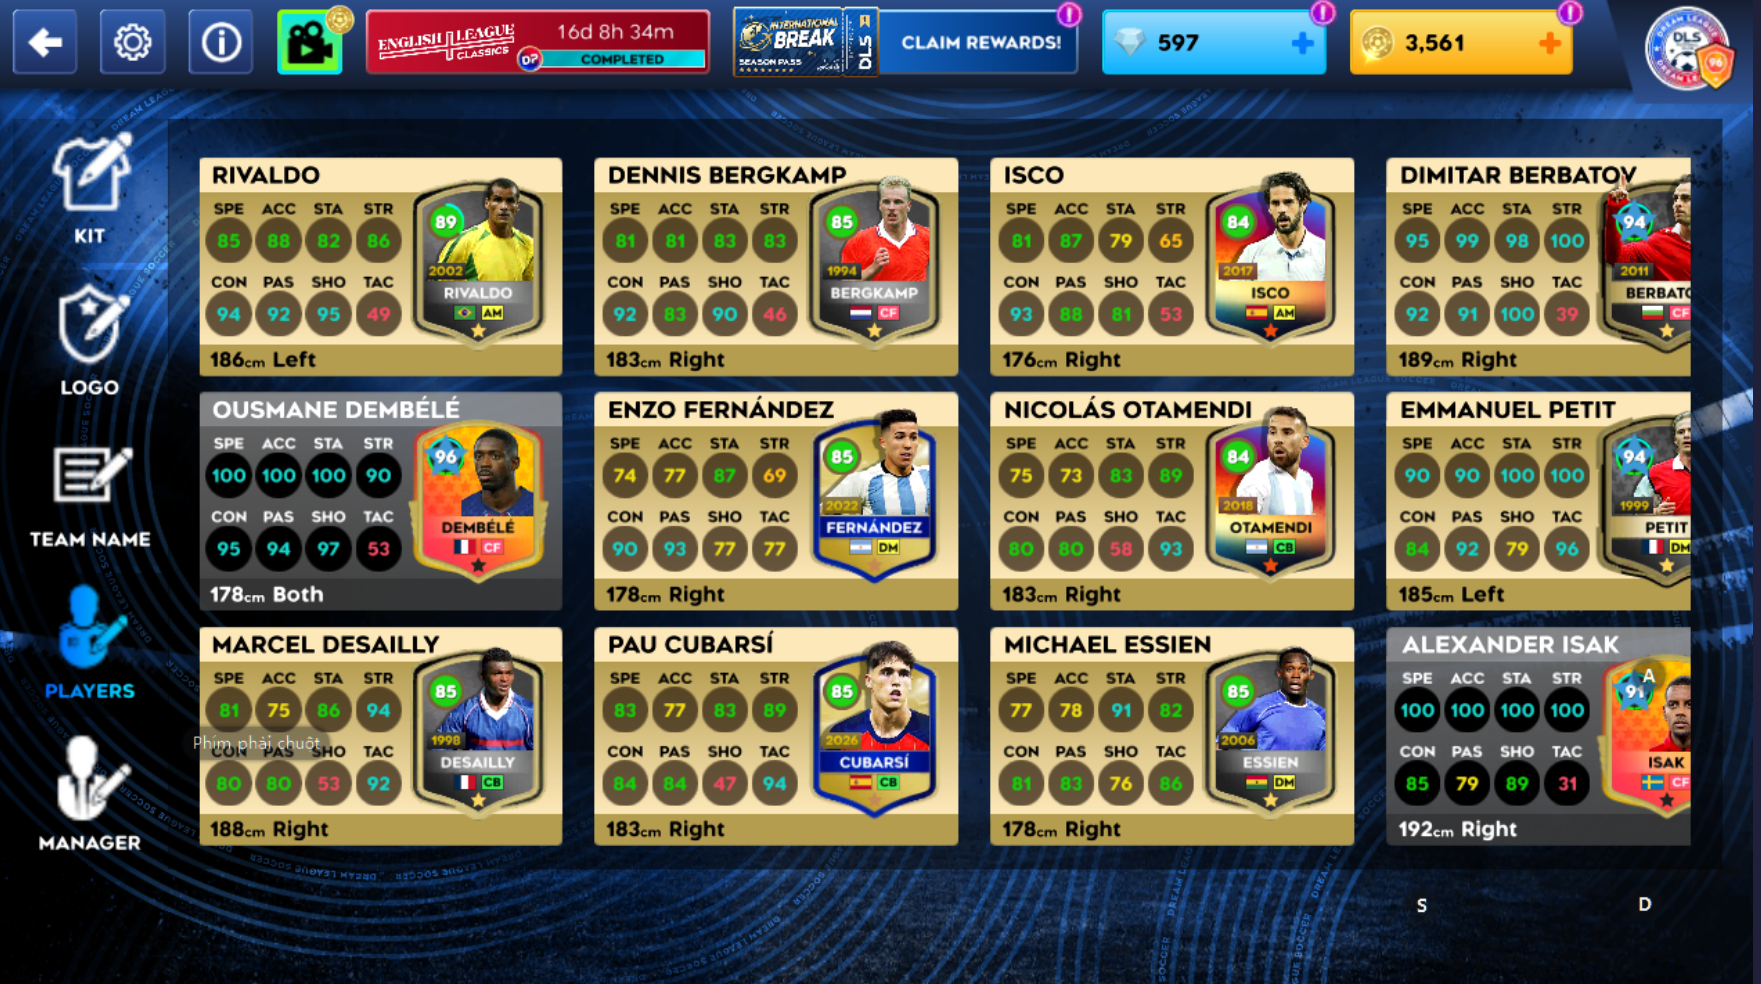 ENGLISH LEAGUE
CLASSICS
16d 8h 34m
COMPLETED
INTERNATIONAL
BREAK
SEASON PASS
DLS
CLAIM REWARDS!
597
3,561
DLS
96
KIT
LOGO
TEAM NAME
PLAYERS
MANAGER
RIVALDO
SPE ACC STA STR
85 88 82 86
CON PAS SHO TAC
94 92 95 49
186cm Left
89
2002
RIVALDO
AM
DENNIS BERGKAMP
SPE ACC STA STR
81 81 83 83
CON PAS SHO TAC
92 83 90 46
183cm Right
85
1994
BERGKAMP
CF
ISCO
SPE ACC STA STR
81 87 79 65
CON PAS SHO TAC
93 88 81 53
176cm Right
84
2017
ISCO
AM
DIMITAR BERBATOV
SPE ACC STA STR
95 99 98 100
CON PAS SHO TAC
92 91 100 39
189cm Right
94
2011
BERBATO
CF
OUSMANE DEMBÉLÉ
SPE ACC STA STR
100 100 100 90
CON PAS SHO TAC
95 94 97 53
178cm Both
96
DEMBÉLÉ
CF
ENZO FERNÁNDEZ
SPE ACC STA STR
74 77 87 69
CON PAS SHO TAC
90 93 77 77
178cm Right
85
2022
FERNÁNDEZ
DM
NICOLÁS OTAMENDI
SPE ACC STA STR
75 73 83 89
CON PAS SHO TAC
80 80 58 93
183cm Right
84
2018
OTAMENDI
CB
EMMANUEL PETIT
SPE ACC STA STR
90 90 100 100
CON PAS SHO TAC
84 92 79 96
185cm Left
94
1999
PETIT
DM
MARCEL DESAILLY
SPE ACC STA STR
81 75 86 94
CON PAS SHO TAC
80 80 53 92
188cm Right
85
1998
DESAILLY
CB
Phím phải chuột
PAU CUBARSÍ
SPE ACC STA STR
83 77 83 89
CON PAS SHO TAC
84 84 47 94
183cm Right
85
2026
CUBARSÍ
CB
MICHAEL ESSIEN
SPE ACC STA STR
77 78 91 82
CON PAS SHO TAC
81 83 76 86
178cm Right
85
2006
ESSIEN
DM
ALEXANDER ISAK
SPE ACC STA STR
100 100 100 100
CON PAS SHO TAC
85 79 89 31
192cm Right
91
A
ISAK
CF
S
D